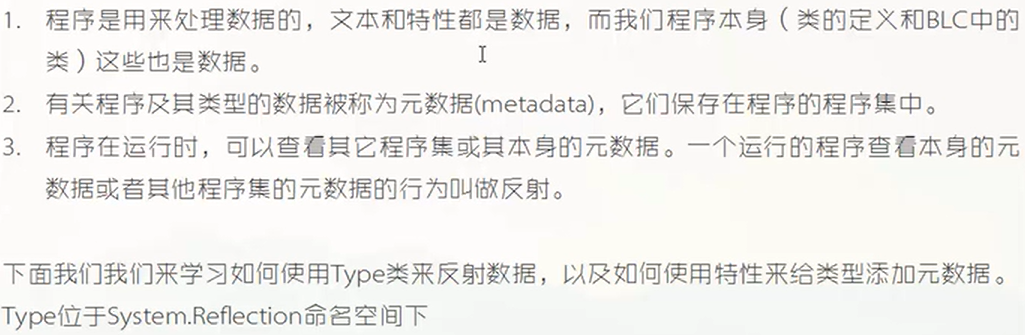 1. 程序是用来处理数据的，文本和特性都是数据，而我们程序本身（类的定义和BLC中的
类）这些也是数据。
2. 有关程序及其类型的数据被称为元数据(metadata)，它们保存在程序的程序集中。
3. 程序在运行时，可以查看其它程序集或其本身的元数据。一个运行的程序查看本身的元
数据或者其他程序集的元数据的行为叫做反射。
下面我们我们来学习如何使用Type类来反射数据，以及如何使用特性来给类型添加元数据。
Type位于System.Reflection命名空间下